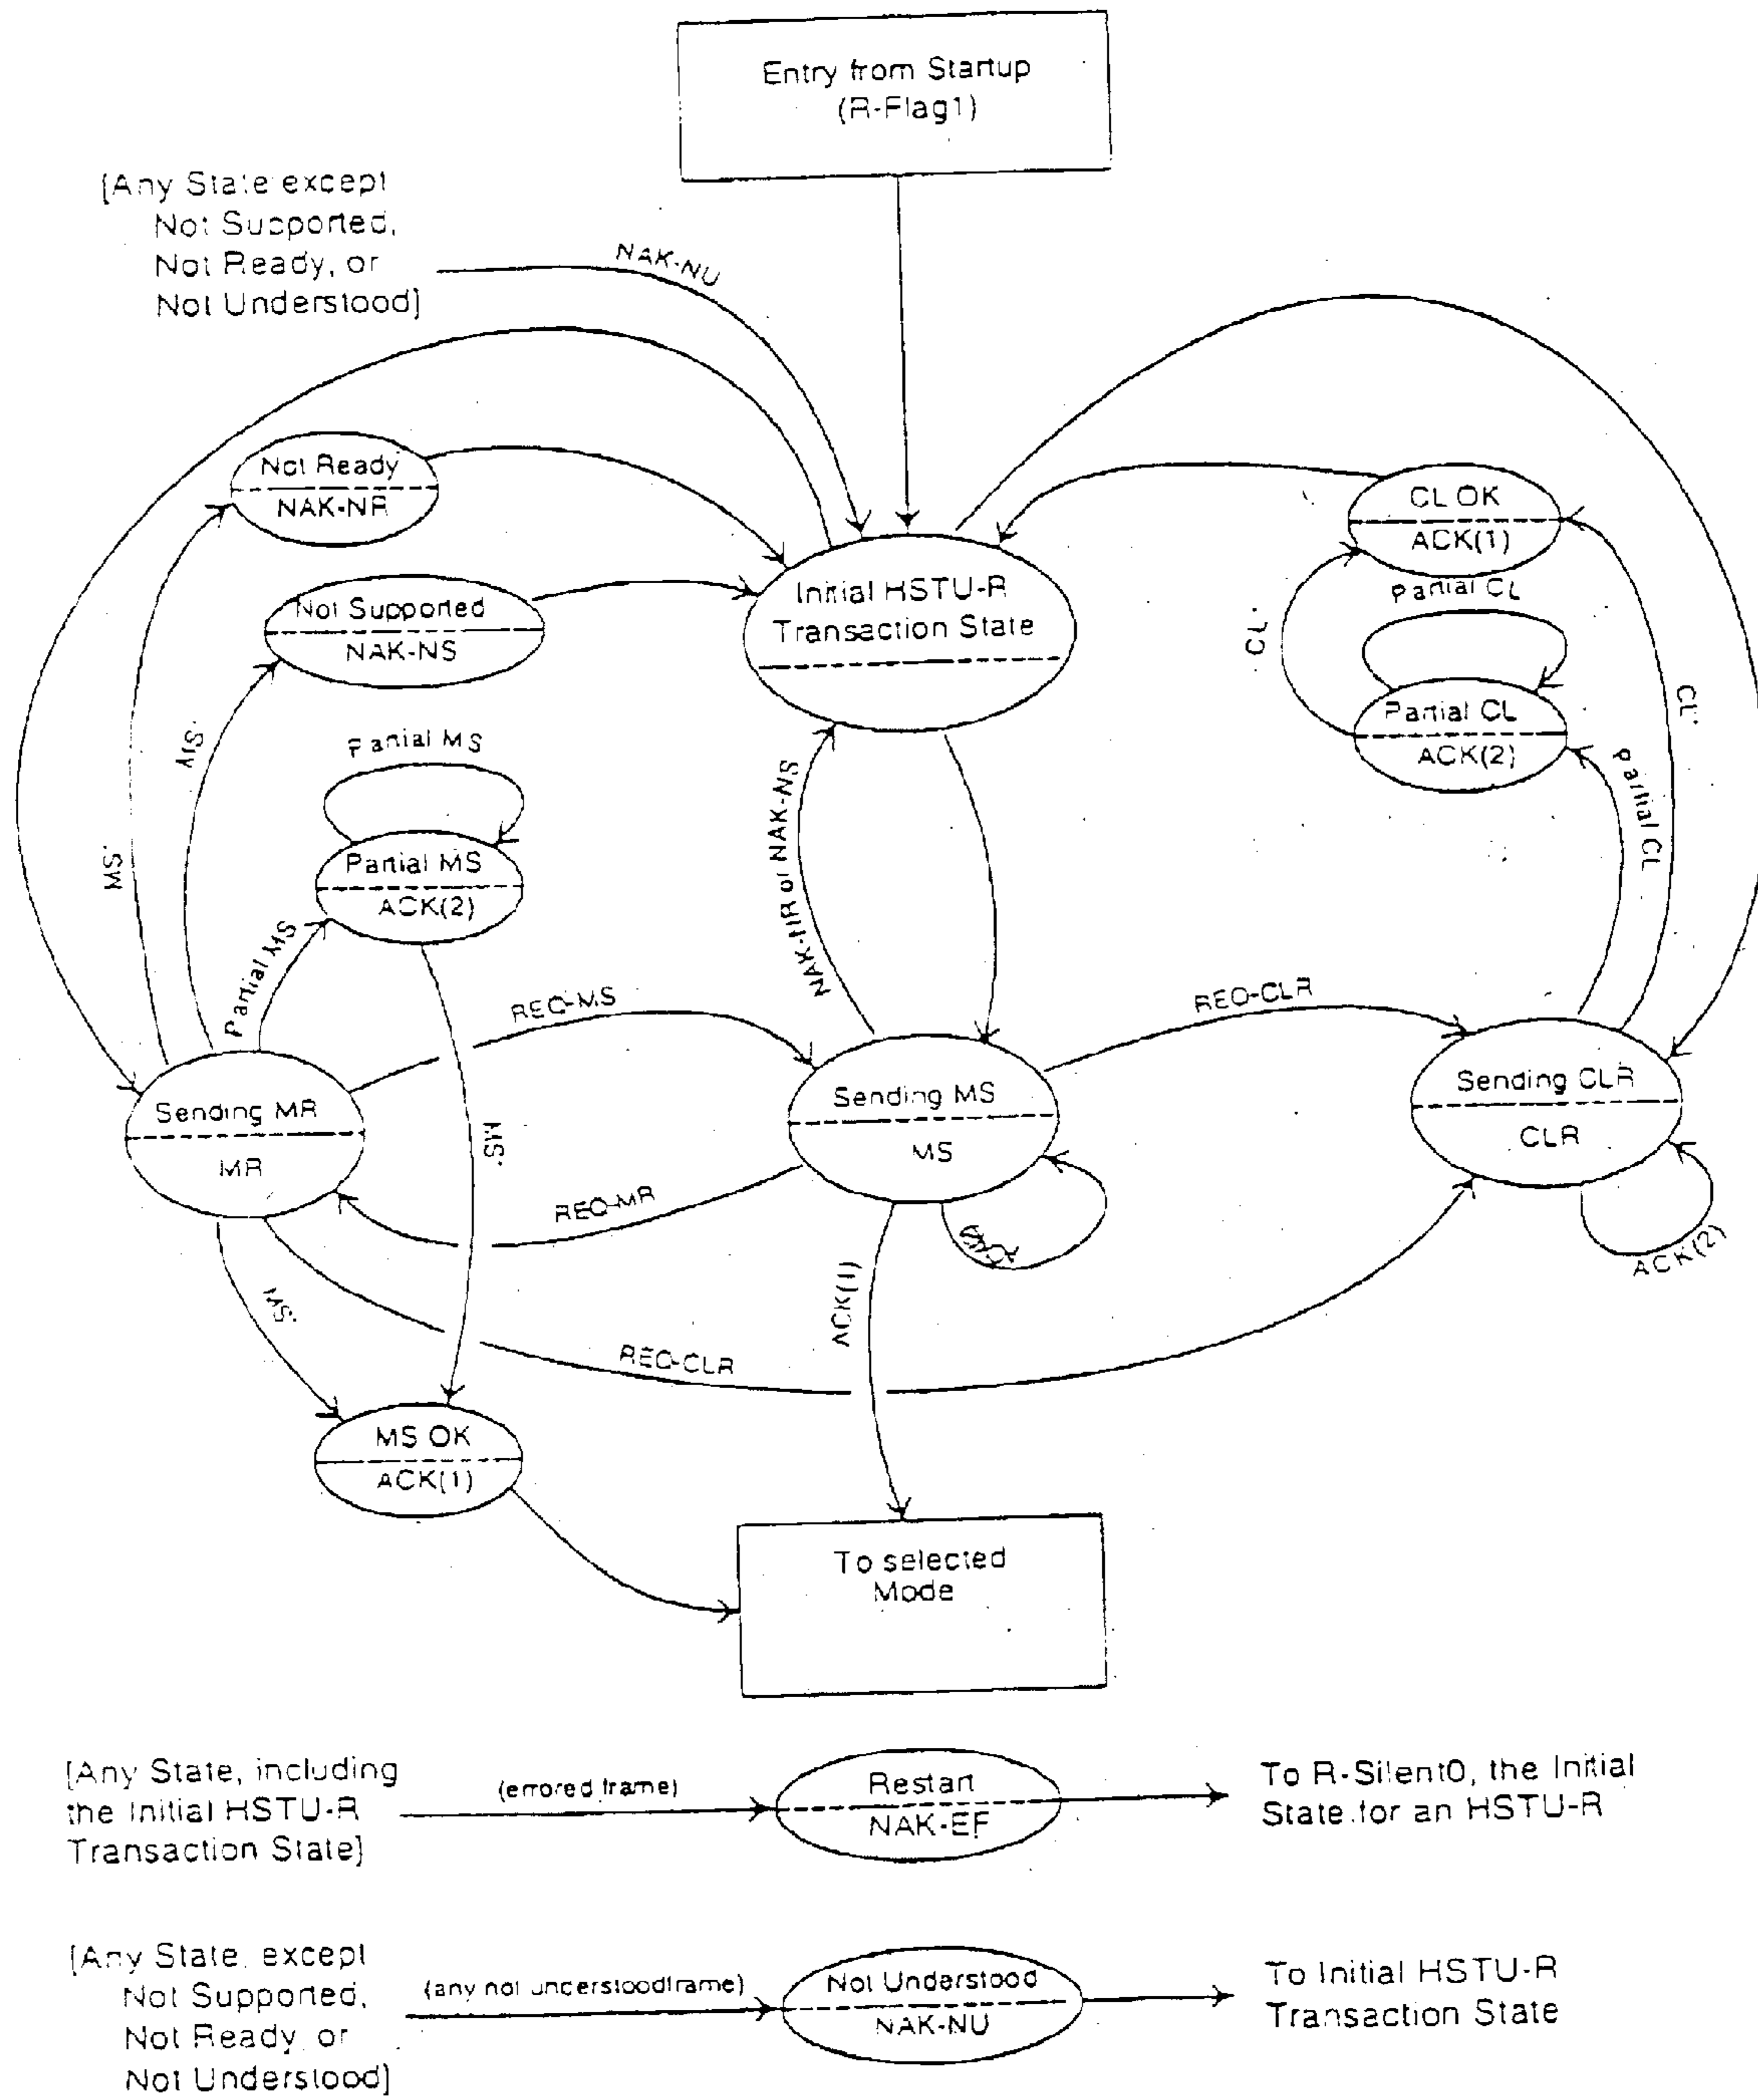 Entry from Startup
(R-Flag1)
[Any State except
Not Supported,
Not Ready, or
Not Understood]
NAK-NU
Not Ready
NAK-NR
CL OK
ACK(1)
Not Supported
NAK-NS
Initial HSTU-R
Transaction State
Partial CL
CL*
Partial CL
ACK(2)
CL*
Partial CL
MS*
MS*
Partial MS
Partial MS
ACK(2)
Partial MS
NAK-NR or NAK-NS
REQ-MS
REQ-CLR
Sending MR
MR
MS*
Sending MS
MS
Sending CLR
CLR
REQ-MR
ACK(2)
ACK(2)
MS*
ACK(1)
REQ-CLR
MS OK
ACK(1)
To selected
Mode
[Any State, including
the Initial HSTU-R
Transaction State]
(errored frame)
Restart
NAK-EF
To R-Silent0, the Initial
State for an HSTU-R
[Any State, except
Not Supported,
Not Ready, or
Not Understood]
(any not understood frame)
Not Understood
NAK-NU
To Initial HSTU-R
Transaction State